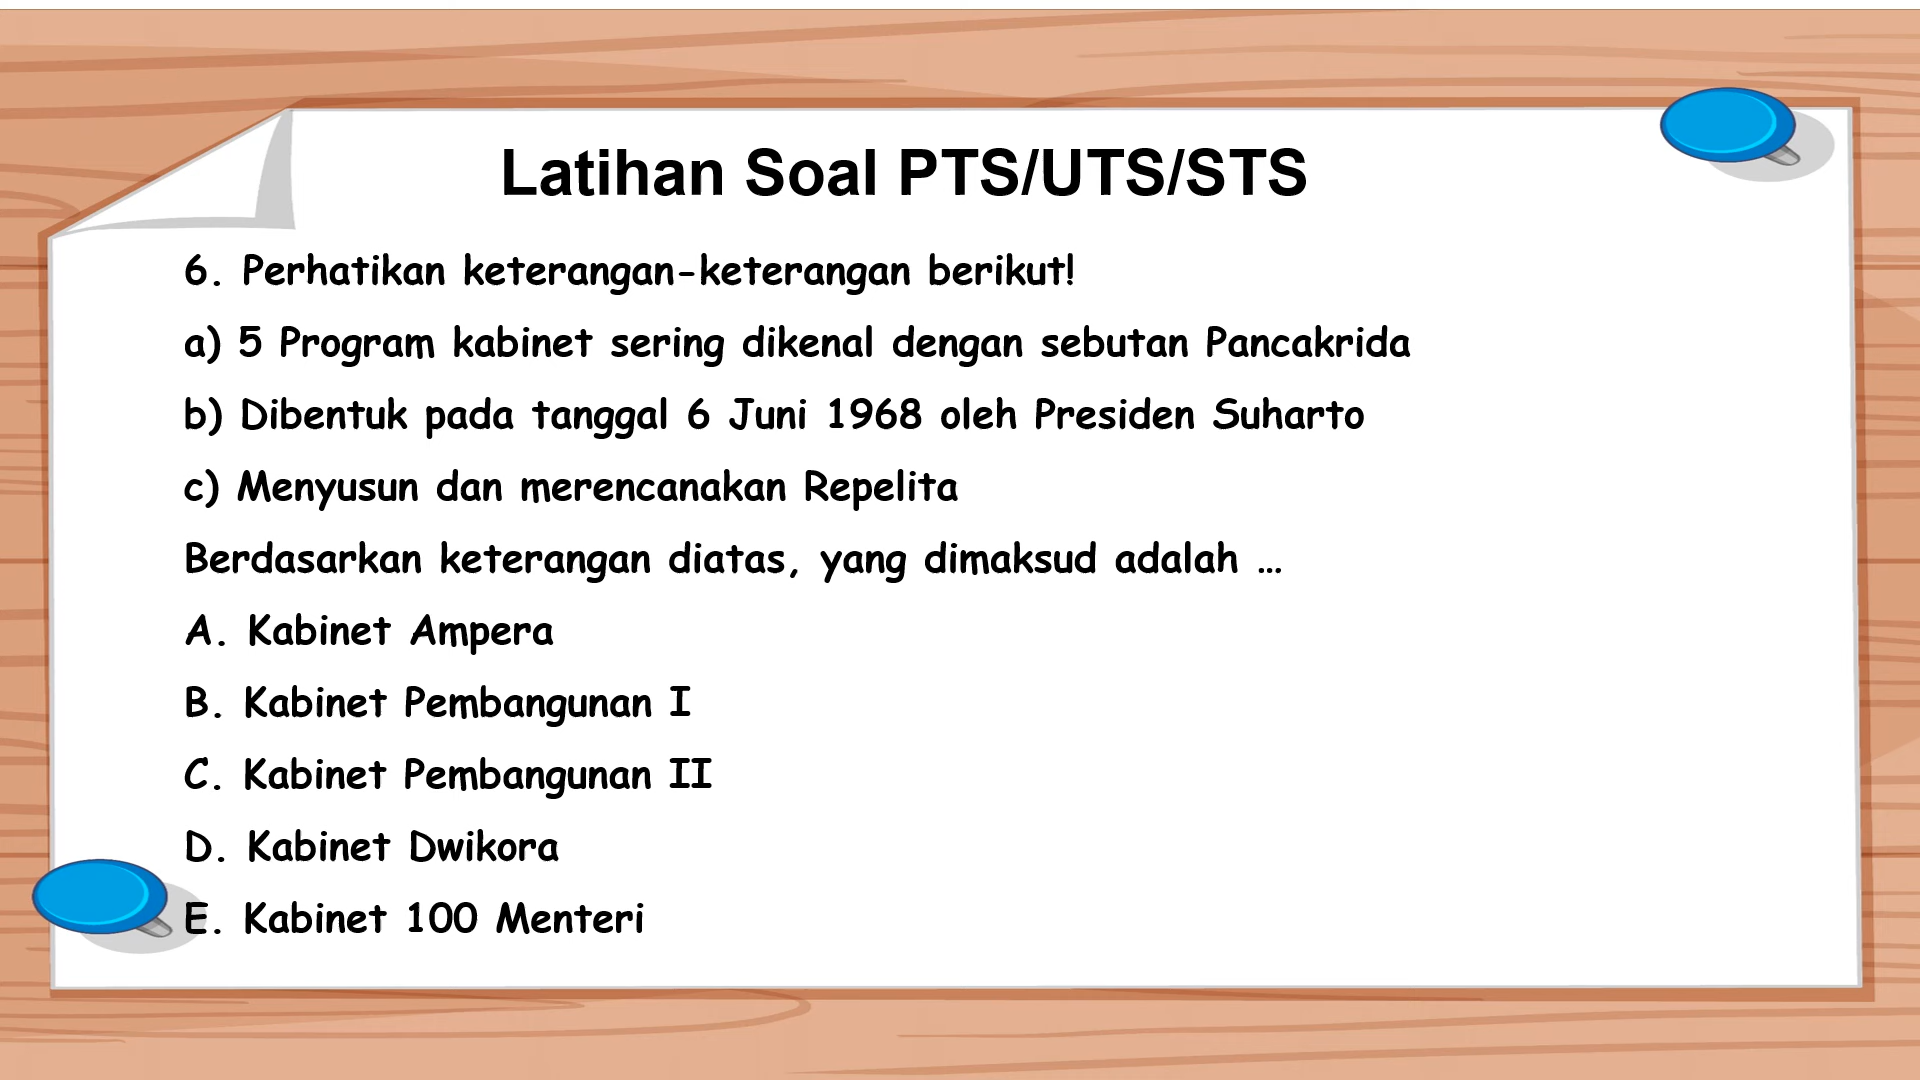 Latihan Soal PTS/UTS/STS
6. Perhatikan keterangan-keterangan berikut!
a) 5 Program kabinet sering dikenal dengan sebutan Pancakrida
b) Dibentuk pada tanggal 6 Juni 1968 oleh Presiden Suharto
c) Menyusun dan merencanakan Repelita
Berdasarkan keterangan diatas, yang dimaksud adalah …
A. Kabinet Ampera
B. Kabinet Pembangunan I
C. Kabinet Pembangunan II
D. Kabinet Dwikora
E. Kabinet 100 Menteri